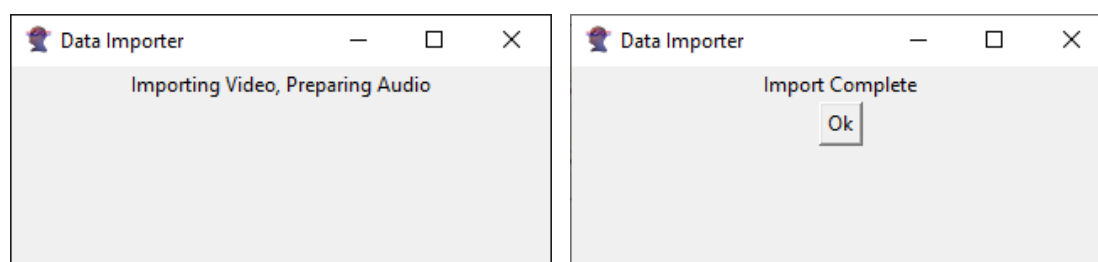 Data Importer
Importing Video, Preparing Audio
Data Importer
Import Complete
Ok